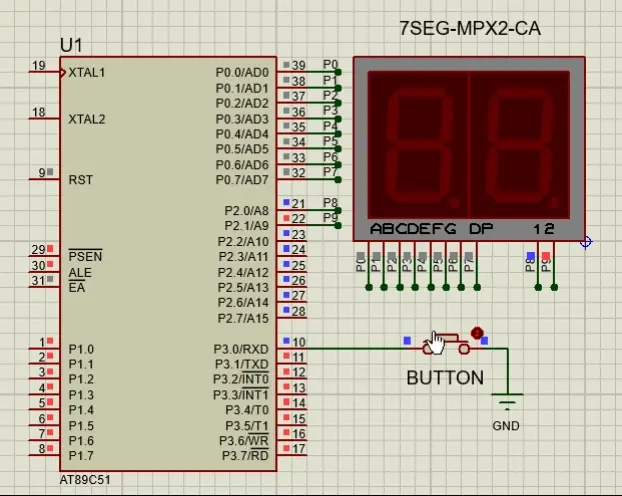 7SEG-MPX2-CA
U1
19 XTAL1 P0.0/AD0 39 P0
P0.1/AD1 38 P1
P0.2/AD2 37 P2
18 XTAL2 P0.3/AD3 36 P3
P0.4/AD4 35 P4
P0.5/AD5 34 P5
P0.6/AD6 33 P6
9 RST P0.7/AD7 32 P7
P2.0/A8 21 P8
P2.1/A9 22 P9
P2.2/A10 23
29 PSEN P2.3/A11 24
30 ALE P2.4/A12 25
31 EA P2.5/A13 26
P2.6/A14 27
P2.7/A15 28
ABCDEFG DP 12
P0 P1 P2 P3 P4 P5 P6 P7 P8 P9
1 P1.0 P3.0/RXD 10
2 P1.1 P3.1/TXD 11
3 P1.2 P3.2/INT0 12
4 P1.3 P3.3/INT1 13
5 P1.4 P3.4/T0 14
6 P1.5 P3.5/T1 15
7 P1.6 P3.6/WR 16
8 P1.7 P3.7/RD 17
BUTTON
GND
AT89C51